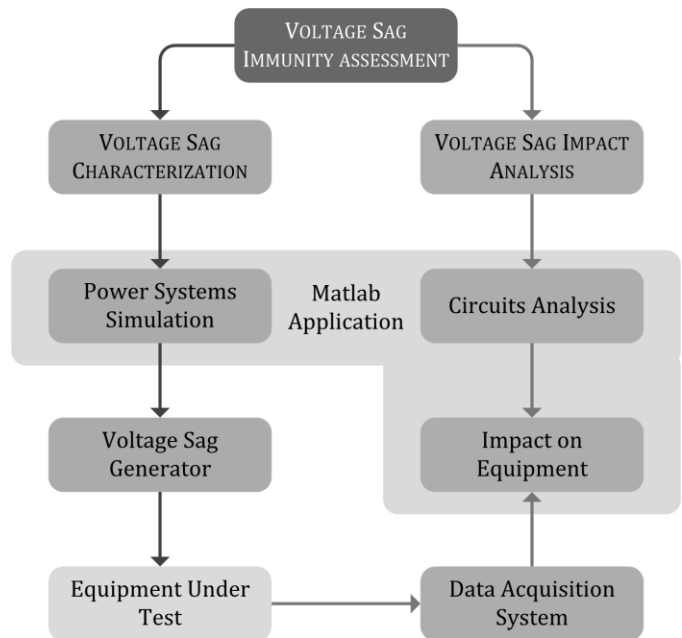 VOLTAGE SAG
IMMUNITY ASSESSMENT
VOLTAGE SAG
CHARACTERIZATION
VOLTAGE SAG IMPACT
ANALYSIS
Power Systems
Simulation
Matlab
Application
Circuits Analysis
Voltage Sag
Generator
Impact on
Equipment
Equipment Under
Test
Data Acquisition
System